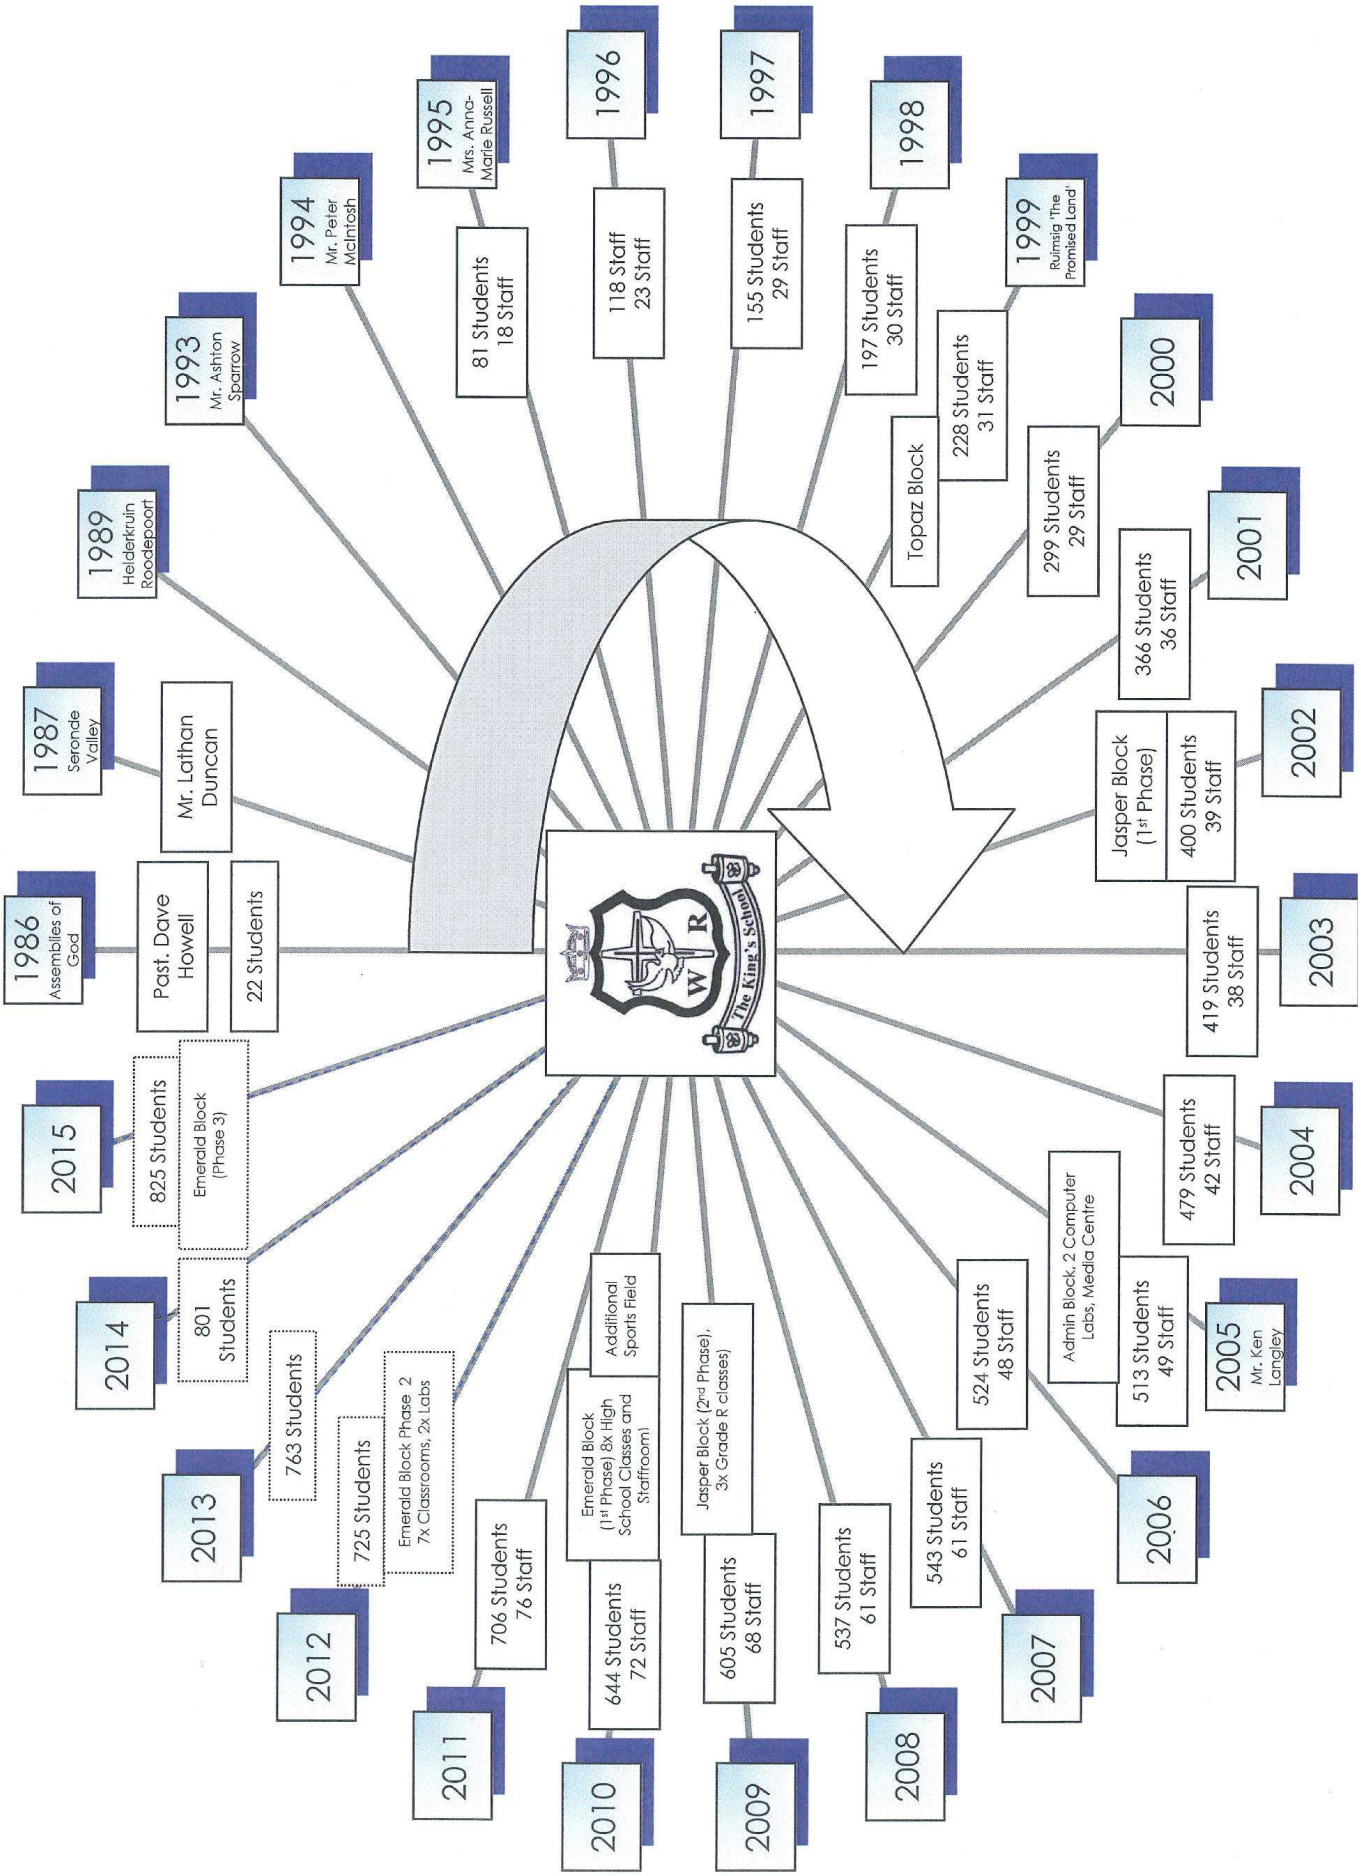 1986
Assemblies of
God
Past. Dave
Howell
22 Students
1987
Seronde
Valley
Mr. Lathan
Duncan
1989
Helderkruin
Roodepoort
1993
Mr. Ashton
Sparrow
1994
Mr. Peter
McIntosh
1995
Mrs. Anna-
Marie Russell
81 Students
18 Staff
1996
118 Staff
23 Staff
1997
155 Students
29 Staff
1998
197 Students
30 Staff
1999
Ruimsig 'The
Promised Land'
228 Students
31 Staff
Topaz Block
2000
299 Students
29 Staff
2001
366 Students
36 Staff
2002
Jasper Block
(1st Phase)
400 Students
39 Staff
2003
419 Students
38 Staff
2004
479 Students
42 Staff
2005
Mr. Ken
Langley
Admin Block, 2 Computer
Labs, Media Centre
513 Students
49 Staff
2006
524 Students
48 Staff
2007
543 Students
61 Staff
2008
537 Students
61 Staff
2009
605 Students
68 Staff
Jasper Block (2nd Phase),
3x Grade R classes)
2010
644 Students
72 Staff
Emerald Block
(1st Phase) 8x High
School Classes and
Staffroom)
Additional
Sports Field
2011
706 Students
76 Staff
2012
725 Students
Emerald Block Phase 2
7x Classrooms, 2x Labs
2013
763 Students
2014
801
Students
2015
825 Students
Emerald Block
(Phase 3)
W R
The King's School